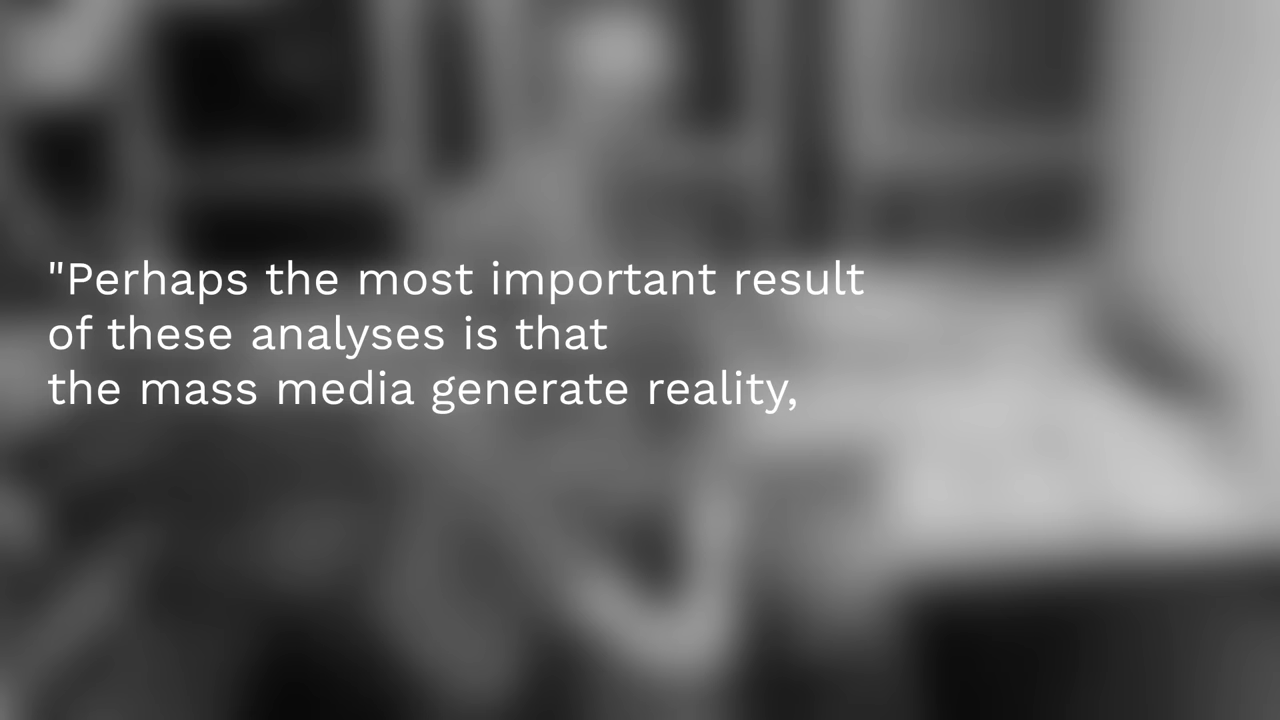 "Perhaps the most important result
of these analyses is that
the mass media generate reality,